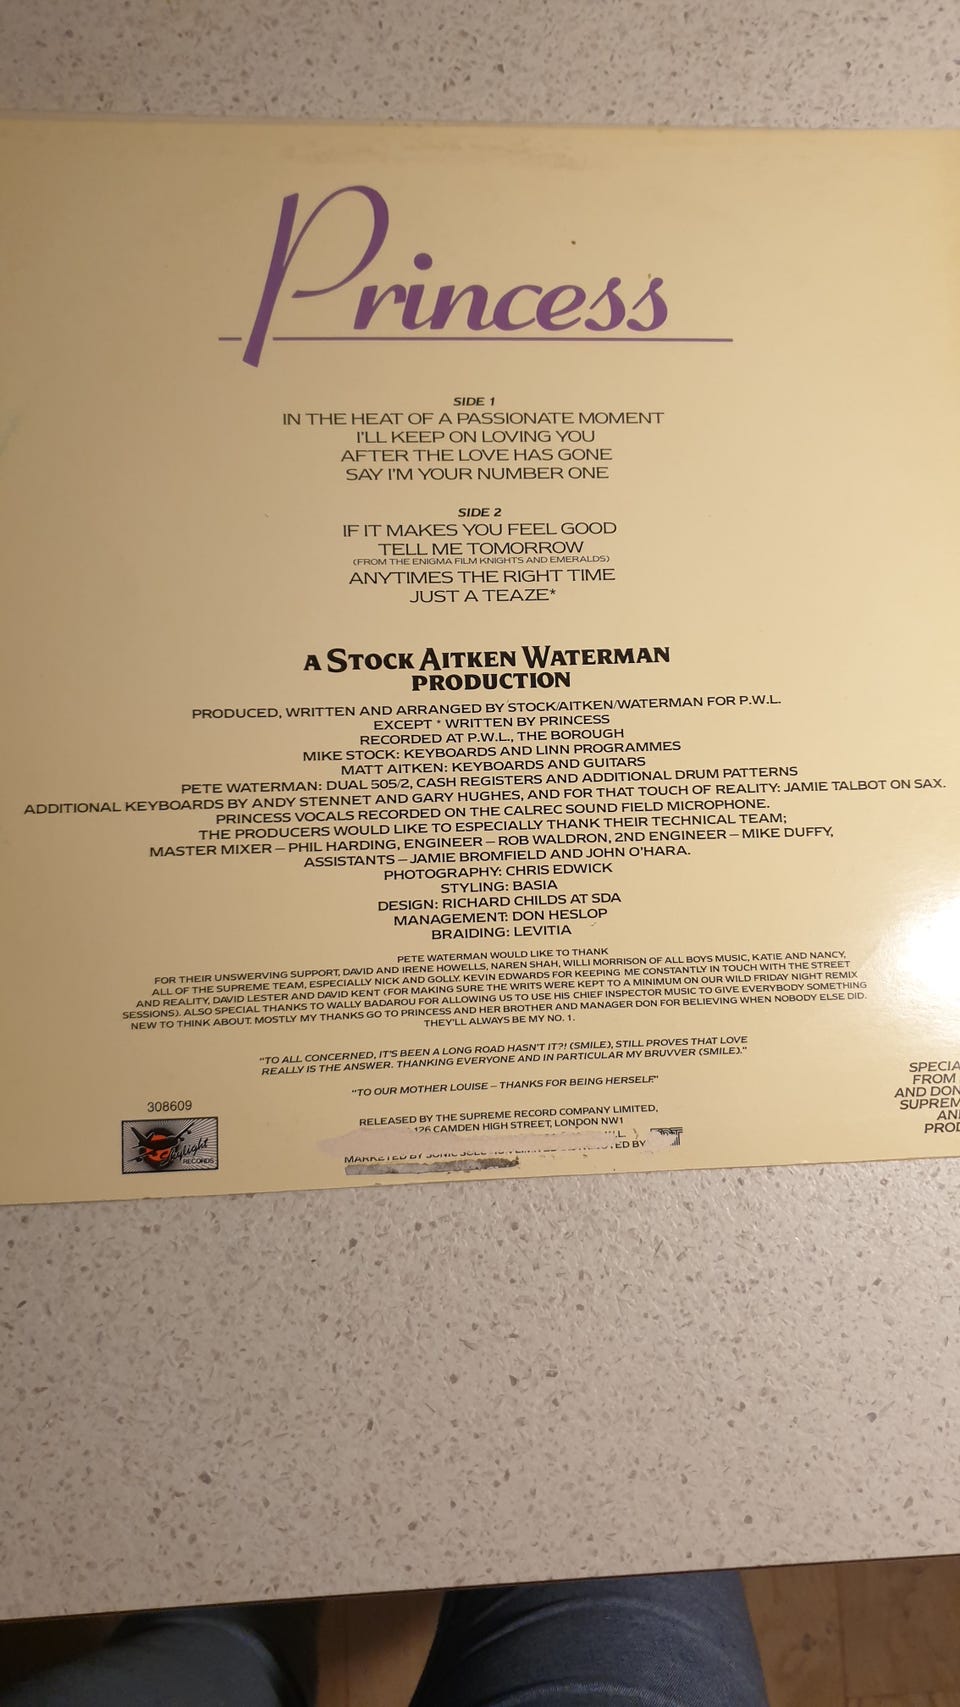 Princess
SIDE 1
IN THE HEAT OF A PASSIONATE MOMENT
I'LL KEEP ON LOVING YOU
AFTER THE LOVE HAS GONE
SAY I'M YOUR NUMBER ONE
SIDE 2
IF IT MAKES YOU FEEL GOOD
TELL ME TOMORROW
(FROM THE ENIGMA FILM KNIGHTS AND EMERALDS)
ANYTIMES THE RIGHT TIME
JUST A TEAZE*
A STOCK AITKEN WATERMAN
PRODUCTION
PRODUCED, WRITTEN AND ARRANGED BY STOCK/AITKEN/WATERMAN FOR P.W.L.
EXCEPT * WRITTEN BY PRINCESS
RECORDED AT P.W.L., THE BOROUGH
MIKE STOCK: KEYBOARDS AND LINN PROGRAMMES
MATT AITKEN: KEYBOARDS AND GUITARS
PETE WATERMAN: DUAL 505/2, CASH REGISTERS AND ADDITIONAL DRUM PATTERNS
ADDITIONAL KEYBOARDS BY ANDY STENNET AND GARY HUGHES, AND FOR THAT TOUCH OF REALITY: JAMIE TALBOT ON SAX.
PRINCESS VOCALS RECORDED ON THE CALREC SOUND FIELD MICROPHONE.
THE PRODUCERS WOULD LIKE TO ESPECIALLY THANK THEIR TECHNICAL TEAM;
MASTER MIXER – PHIL HARDING, ENGINEER – ROB WALDRON, 2ND ENGINEER – MIKE DUFFY,
ASSISTANTS – JAMIE BROMFIELD AND JOHN O'HARA.
PHOTOGRAPHY: CHRIS EDWICK
STYLING: BASIA
DESIGN: RICHARD CHILDS AT SDA
MANAGEMENT: DON HESLOP
BRAIDING: LEVITIA
PETE WATERMAN WOULD LIKE TO THANK
FOR THEIR UNSWERVING SUPPORT, DAVID AND IRENE HOWELLS, NAREN SHAH, WILLI MORRISON OF ALL BOYS MUSIC, KATIE AND NANCY,
ALL OF THE SUPREME TEAM, ESPECIALLY NICK AND GOLLY. KEVIN EDWARDS FOR KEEPING ME CONSTANTLY IN TOUCH WITH THE STREET
AND REALITY, DAVID LESTER AND DAVID KENT (FOR MAKING SURE THE WRITS WERE KEPT TO A MINIMUM ON OUR WILD FRIDAY NIGHT REMIX
SESSIONS). ALSO SPECIAL THANKS TO WALLY BADAROU FOR ALLOWING US TO USE HIS CHIEF INSPECTOR MUSIC TO GIVE EVERYBODY SOMETHING
NEW TO THINK ABOUT. MOSTLY MY THANKS GO TO PRINCESS AND HER BROTHER AND MANAGER DON FOR BELIEVING WHEN NOBODY ELSE DID.
THEY'LL ALWAYS BE MY NO. 1.
"TO ALL CONCERNED, IT'S BEEN A LONG ROAD HASN'T IT?! (SMILE), STILL PROVES THAT LOVE
REALLY IS THE ANSWER. THANKING EVERYONE AND IN PARTICULAR MY BRUVVER (SMILE)."
"TO OUR MOTHER LOUISE – THANKS FOR BEING HERSELF"
308609
Skylight
RECORDS
RELEASED BY THE SUPREME RECORD COMPANY LIMITED,
126 CAMDEN HIGH STREET, LONDON NW1
MARKETED BY
BY
SPECIA
FROM
AND DON
SUPREM
AN
PROD